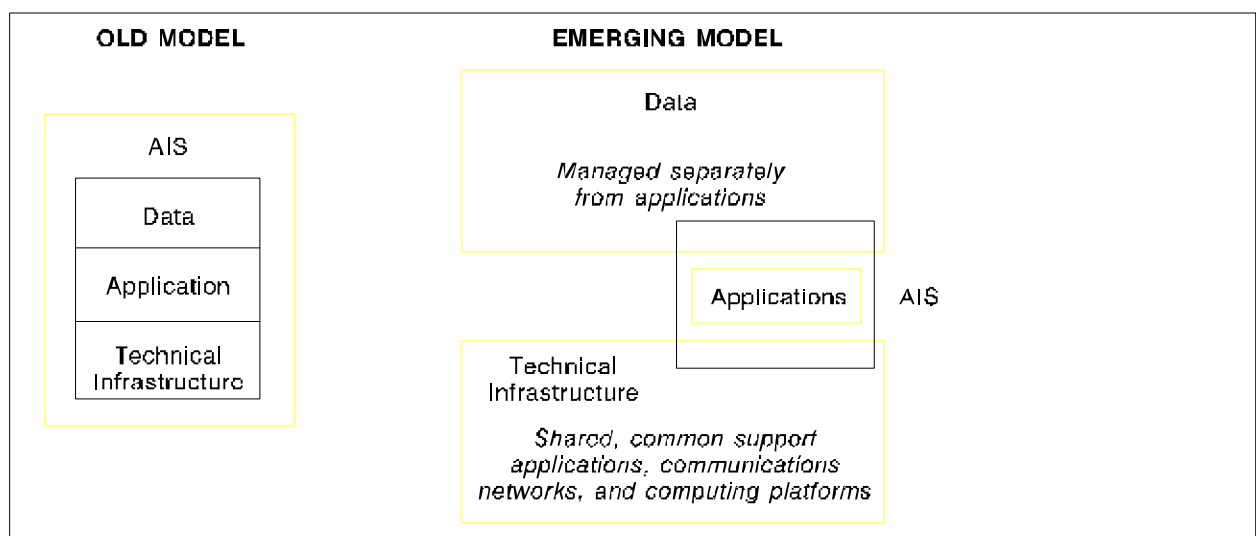 OLD MODEL
AIS
Data
Application
Technical
Infrastructure
EMERGING MODEL
Data
Managed separately
from applications
Applications
AIS
Technical
Infrastructure
Shared, common support
applications, communications
networks, and computing platforms